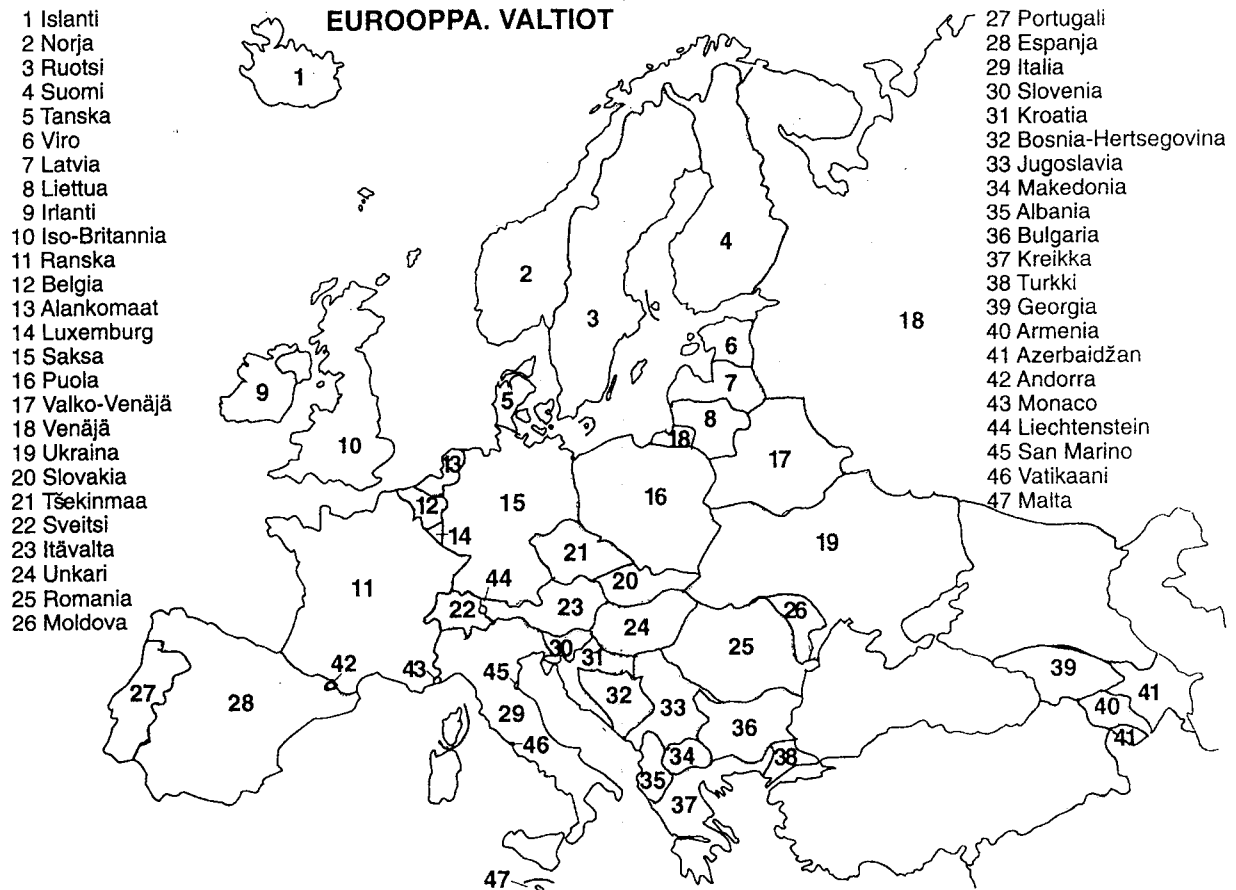 EUROOPPA. VALTIOT
1 Islanti
2 Norja
3 Ruotsi
4 Suomi
5 Tanska
6 Viro
7 Latvia
8 Liettua
9 Irlanti
10 Iso-Britannia
11 Ranska
12 Belgia
13 Alankomaat
14 Luxemburg
15 Saksa
16 Puola
17 Valko-Venäjä
18 Venäjä
19 Ukraina
20 Slovakia
21 Tšekinmaa
22 Sveitsi
23 Itävalta
24 Unkari
25 Romania
26 Moldova
27 Portugali
28 Espanja
29 Italia
30 Slovenia
31 Kroatia
32 Bosnia-Hertsegovina
33 Jugoslavia
34 Makedonia
35 Albania
36 Bulgaria
37 Kreikka
38 Turkki
39 Georgia
40 Armenia
41 Azerbaidžan
42 Andorra
43 Monaco
44 Liechtenstein
45 San Marino
46 Vatikaani
47 Malta
1
2
3
4
18
6
7
8
18
5
9
10
13
12
14
15
16
17
19
21
20
11
44
22
23
24
26
25
30
31
42
43
45
27
28
29
46
32
33
36
34
35
38
37
39
40
41
41
47